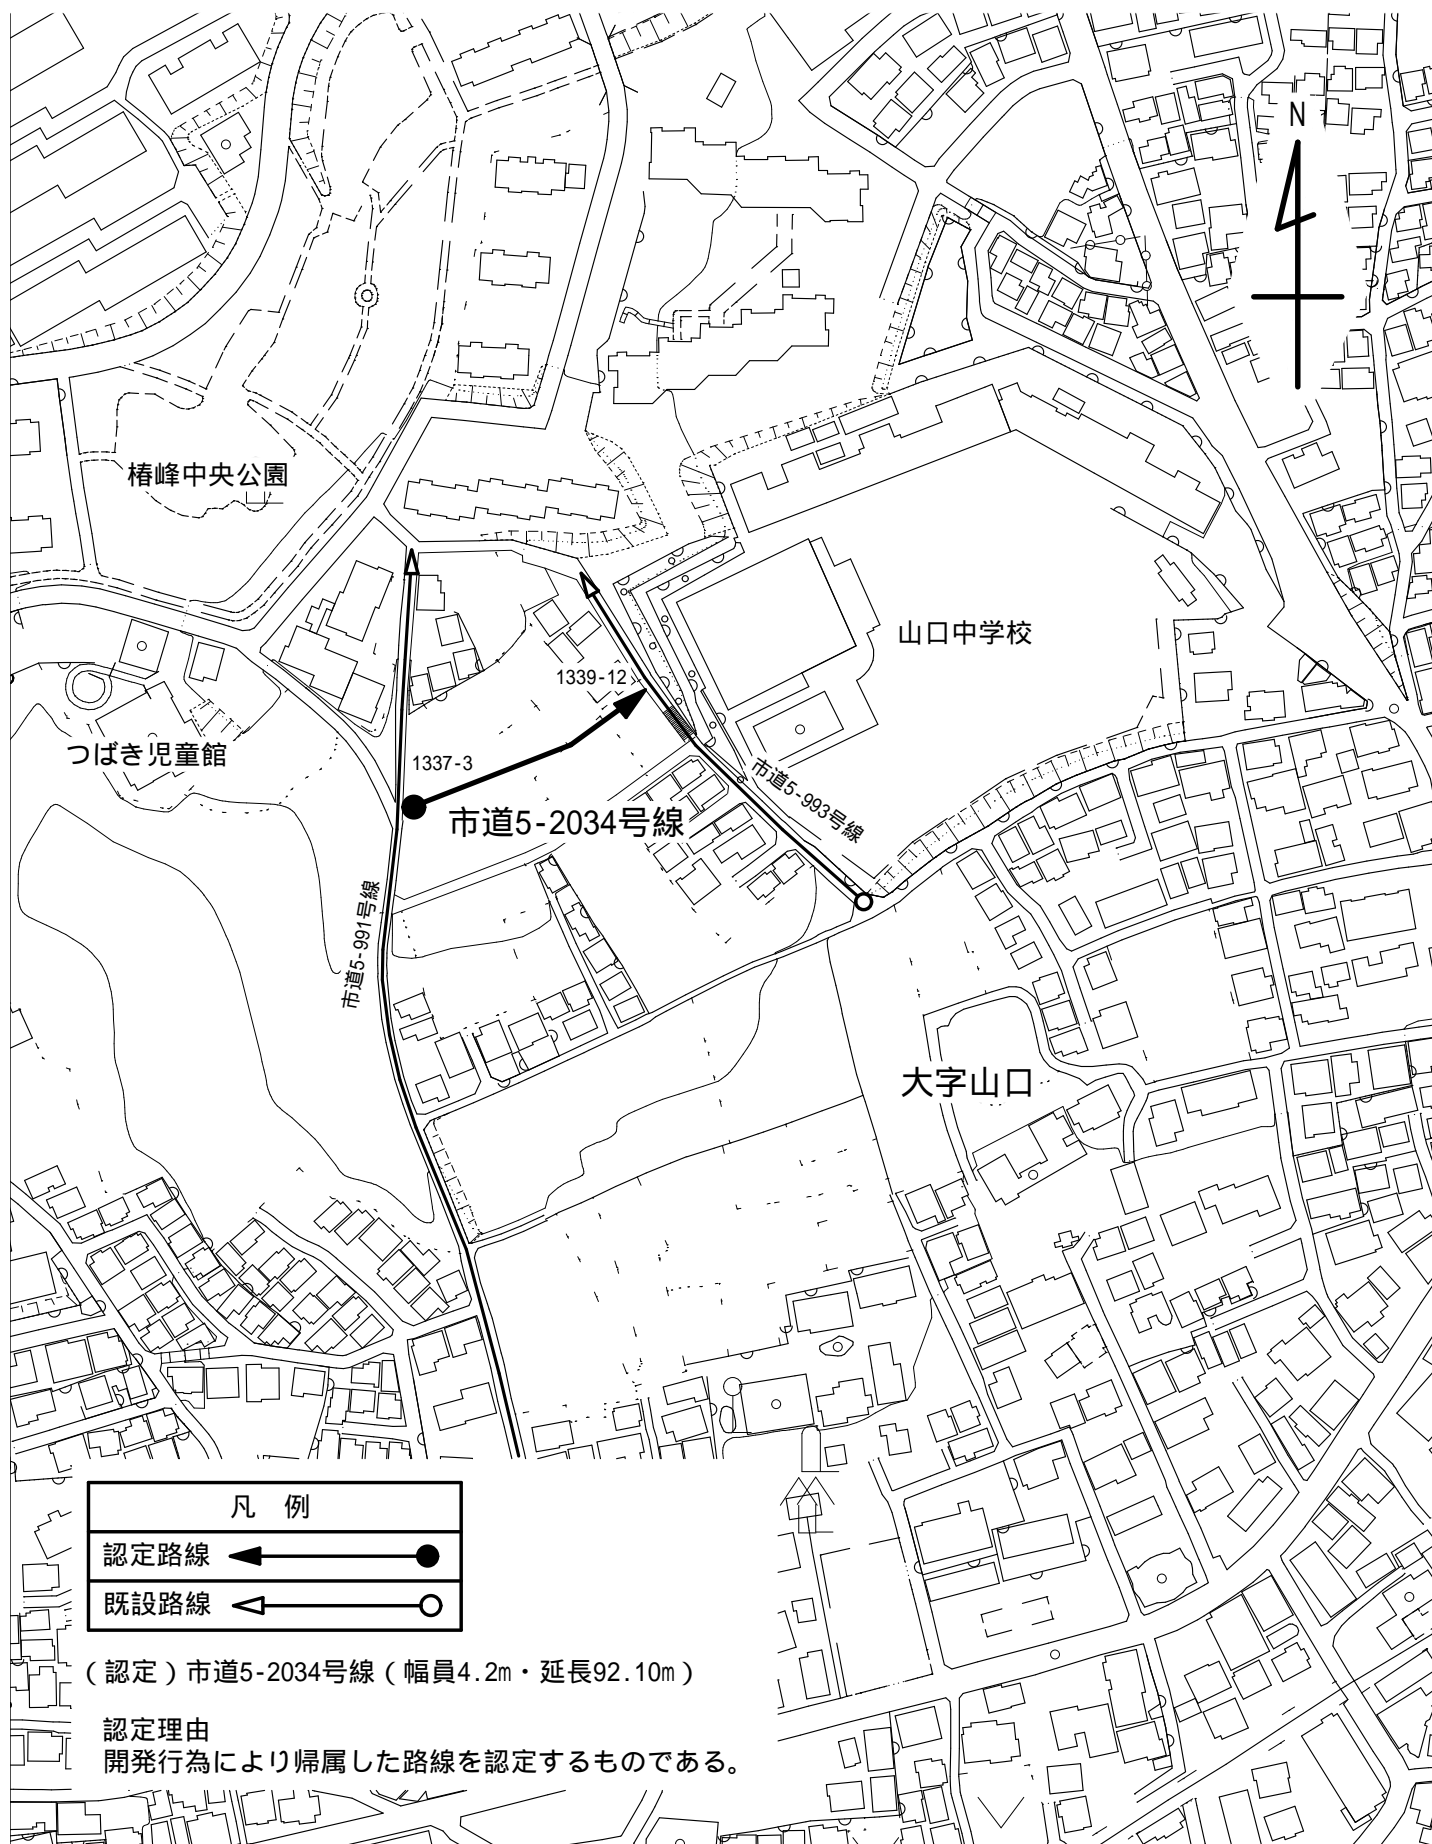 N
椿峰中央公園
山口中学校
1339-12
つばき児童館
1337-3
市道5-993号線
市道5-2034号線
市道5-991号線
大字山口
凡 例
認定路線
既設路線
(認定)市道5-2034号線(幅員4.2m・延長92.10m)
認定理由
開発行為により帰属した路線を認定するものである。